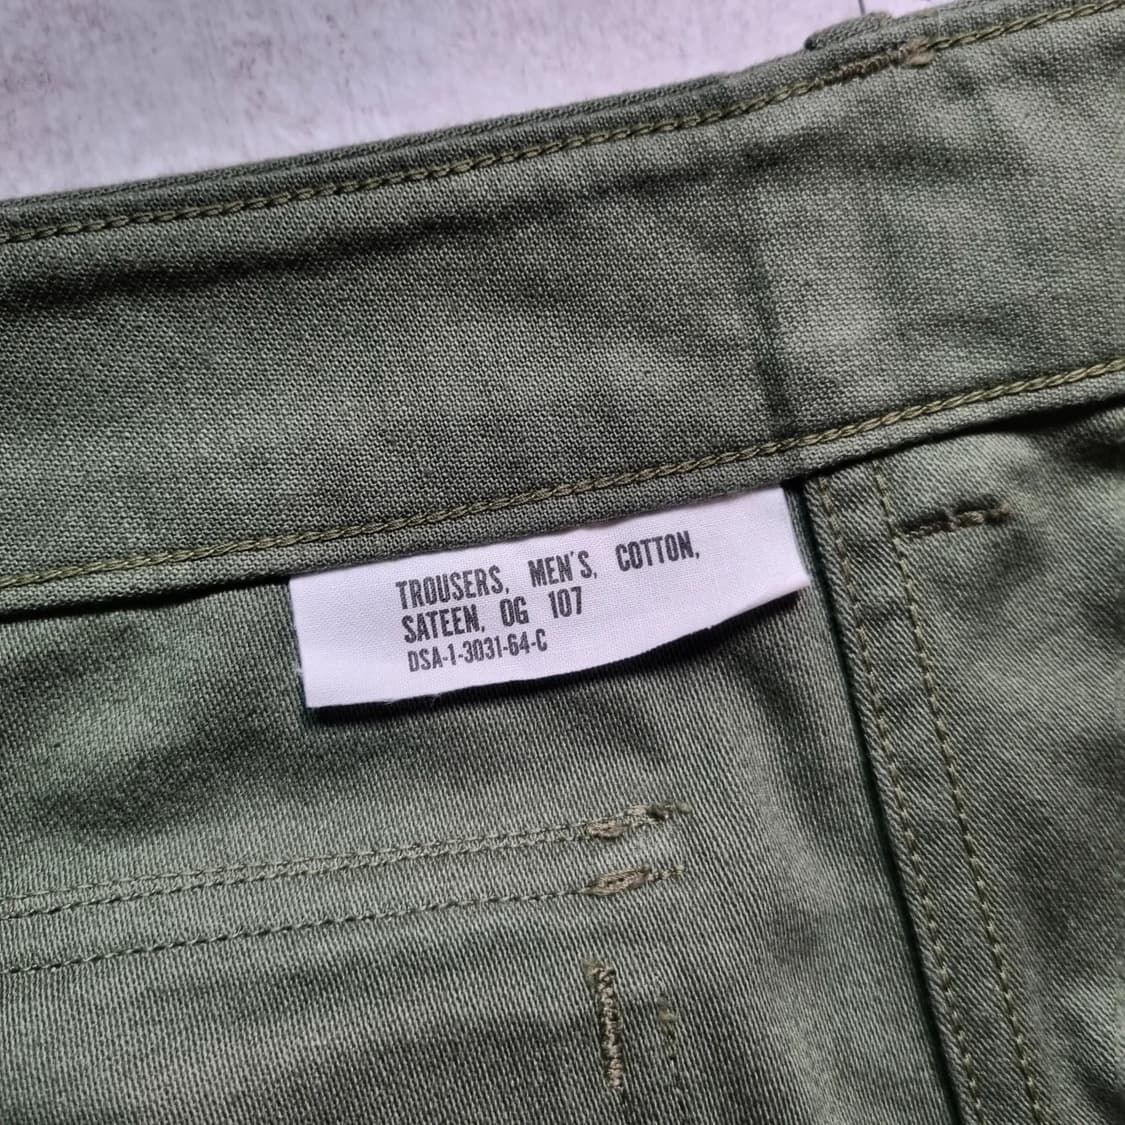 TROUSERS, MEN'S, COTTON,
SATEEN, OG 107
DSA-1-3031-64-C